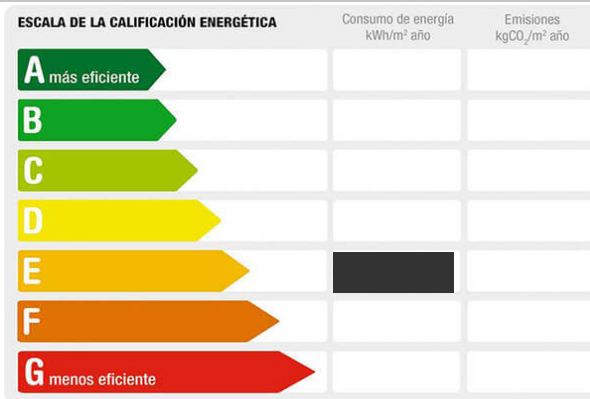 ESCALA DE LA CALIFICACIÓN ENERGÉTICA
Consumo de energía
kWh/m² año
Emisiones
kgCO₂/m² año
A más eficiente
B
C
D
E
F
G menos eficiente